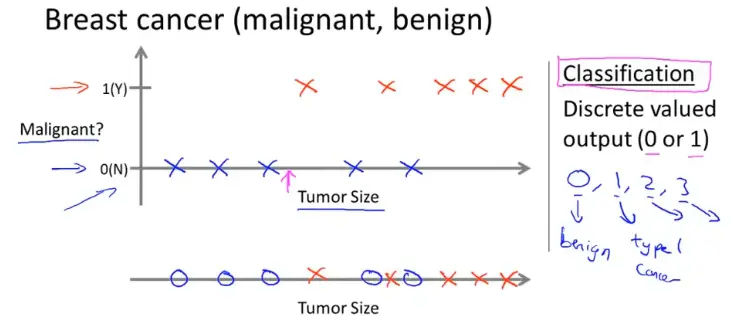 Breast cancer (malignant, benign)
1(Y)
Malignant?
0(N)
Tumor Size
Tumor Size
Classification
Discrete valued
output (0 or 1)
0, 1, 2, 3
benign type 1
cancer